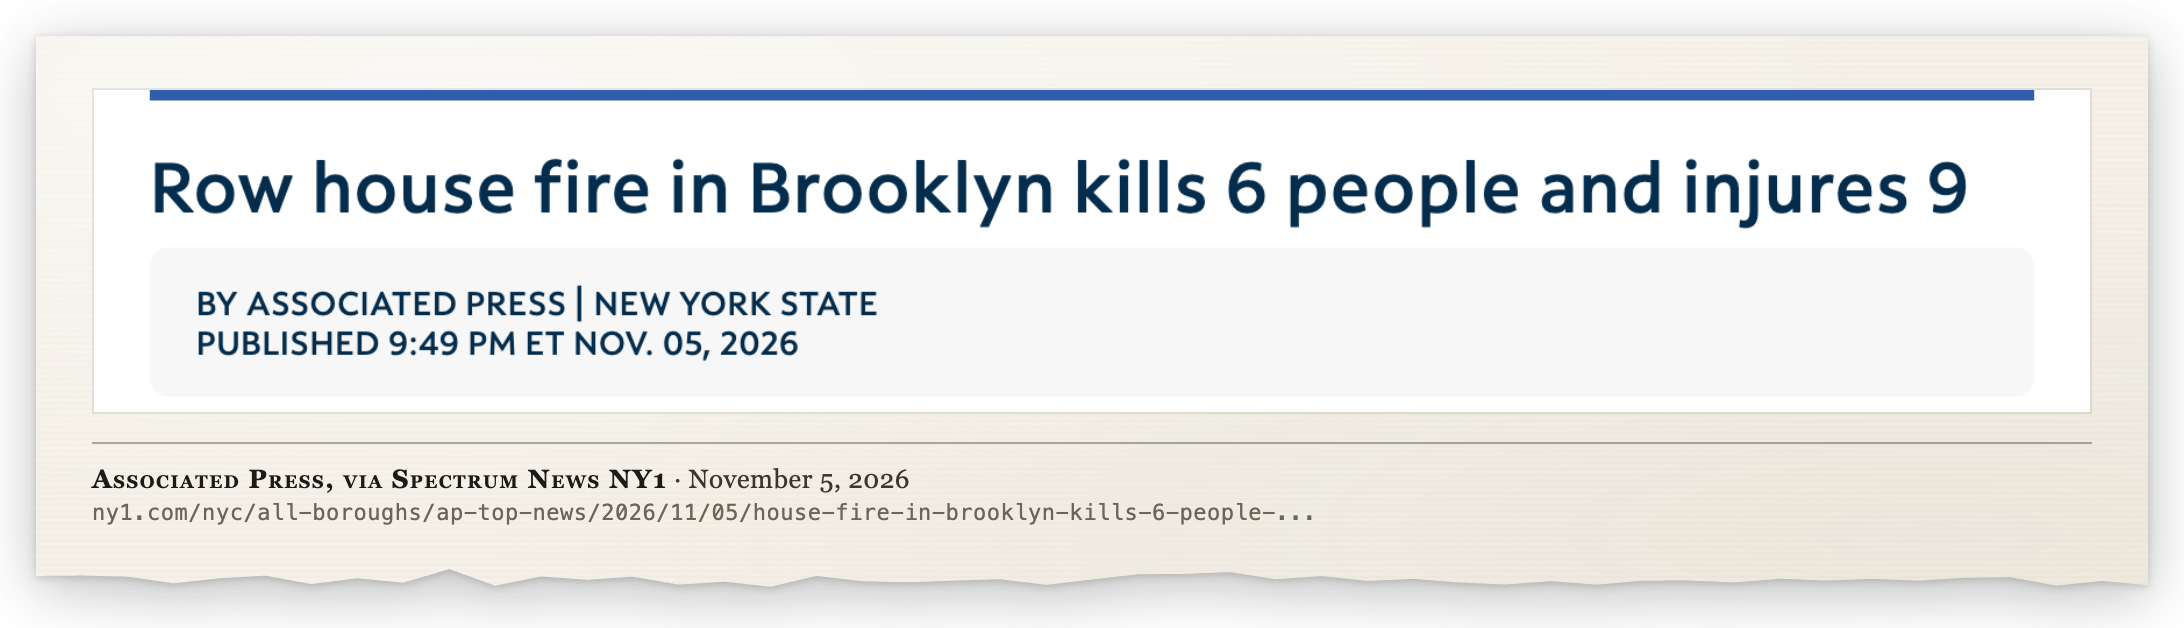 Row house fire in Brooklyn kills 6 people and injures 9
BY ASSOCIATED PRESS | NEW YORK STATE
PUBLISHED 9:49 PM ET NOV. 05, 2026
Associated Press, via Spectrum News NY1 · November 5, 2026
ny1.com/nyc/all-boroughs/ap-top-news/2026/11/05/house-fire-in-brooklyn-kills-6-people-...